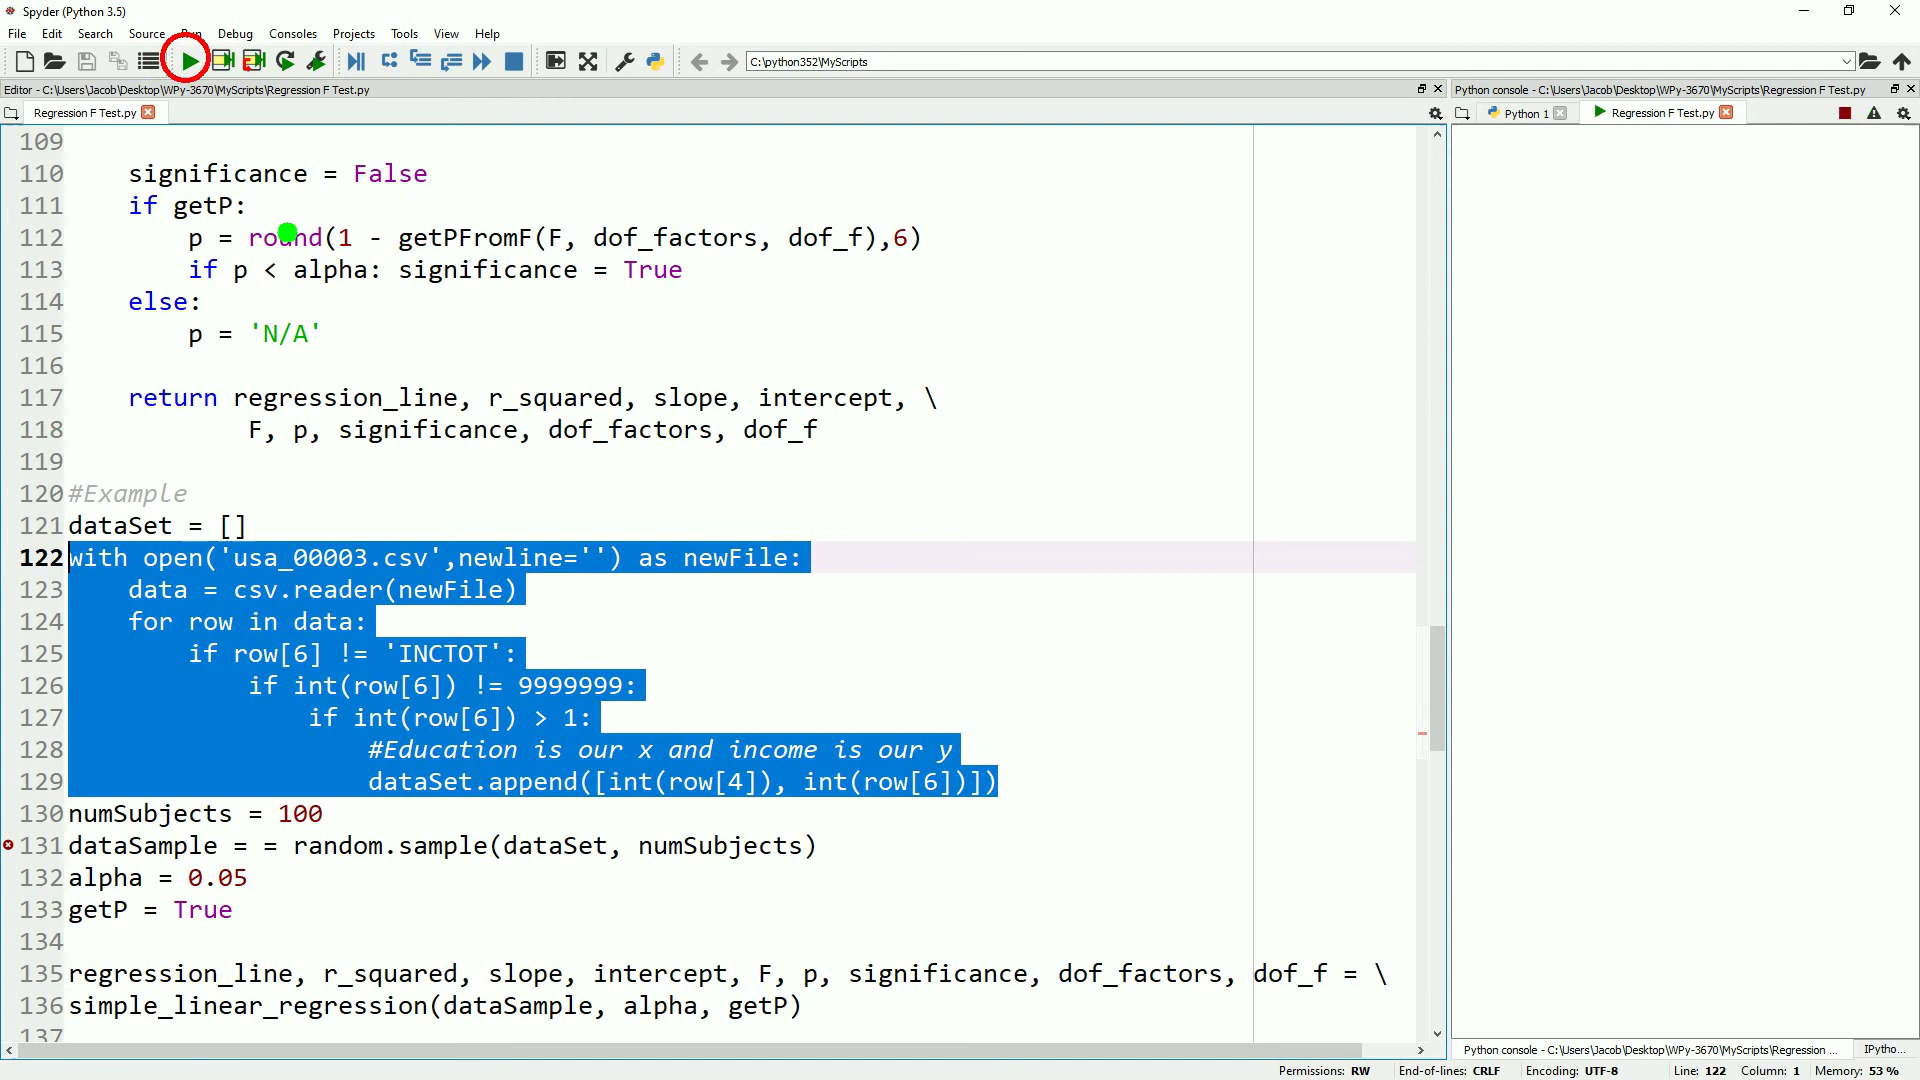 Spyder (Python 3.5)
File Edit Search Source Run Debug Consoles Projects Tools View Help
C:\python352\MyScripts
Editor - C:\Users\Jacob\Desktop\WPy-3670\MyScripts\Regression F Test.py
Python console - C:\Users\Jacob\Desktop\WPy-3670\MyScripts\Regression F Test.py
Regression F Test.py
Python 1
Regression F Test.py
109
110 significance = False
111 if getP:
112 p = round(1 - getPFromF(F, dof_factors, dof_f),6)
113 if p < alpha: significance = True
114 else:
115 p = 'N/A'
116
117 return regression_line, r_squared, slope, intercept, \
118 F, p, significance, dof_factors, dof_f
119
120 #Example
121 dataSet = []
122 with open('usa_00003.csv',newline='') as newFile:
123 data = csv.reader(newFile)
124 for row in data:
125 if row[6] != 'INCTOT':
126 if int(row[6]) != 9999999:
127 if int(row[6]) > 1:
128 #Education is our x and income is our y
129 dataSet.append([int(row[4]), int(row[6])])
130 numSubjects = 100
131 dataSample = = random.sample(dataSet, numSubjects)
132 alpha = 0.05
133 getP = True
134
135 regression_line, r_squared, slope, intercept, F, p, significance, dof_factors, dof_f = \
136 simple_linear_regression(dataSample, alpha, getP)
137
Python console - C:\Users\Jacob\Desktop\WPy-3670\MyScripts\Regression ...
IPytho...
Permissions: RW End-of-lines: CRLF Encoding: UTF-8 Line: 122 Column: 1 Memory: 53 %